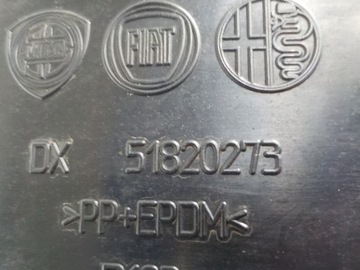 FIAT
DX 51820273
>PP+EPDM<